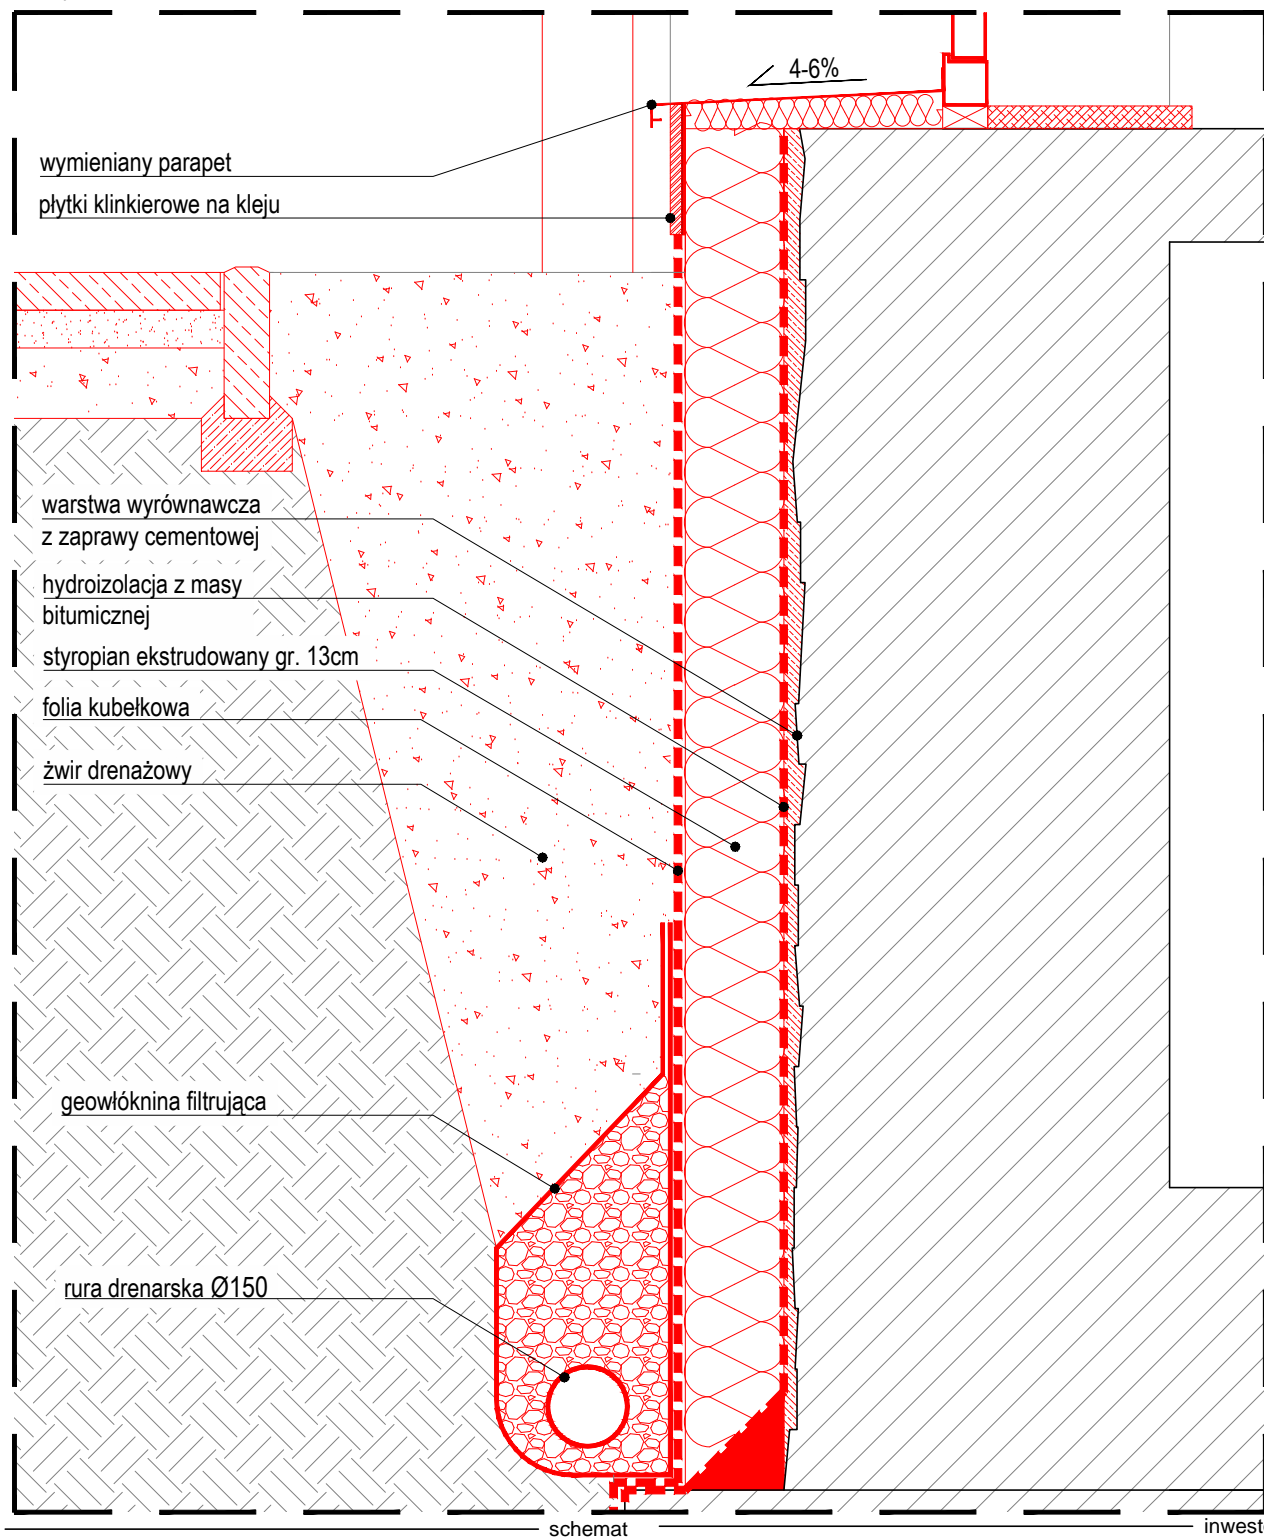 4-6%
wymieniany parapet
płytki klinkierowe na kleju
warstwa wyrównawcza
z zaprawy cementowej
hydroizolacja z masy
bitumicznej
styropian ekstrudowany gr. 13cm
folia kubełkowa
żwir drenażowy
geowłóknina filtrująca
rura drenarska Ø150
schemat
inwest